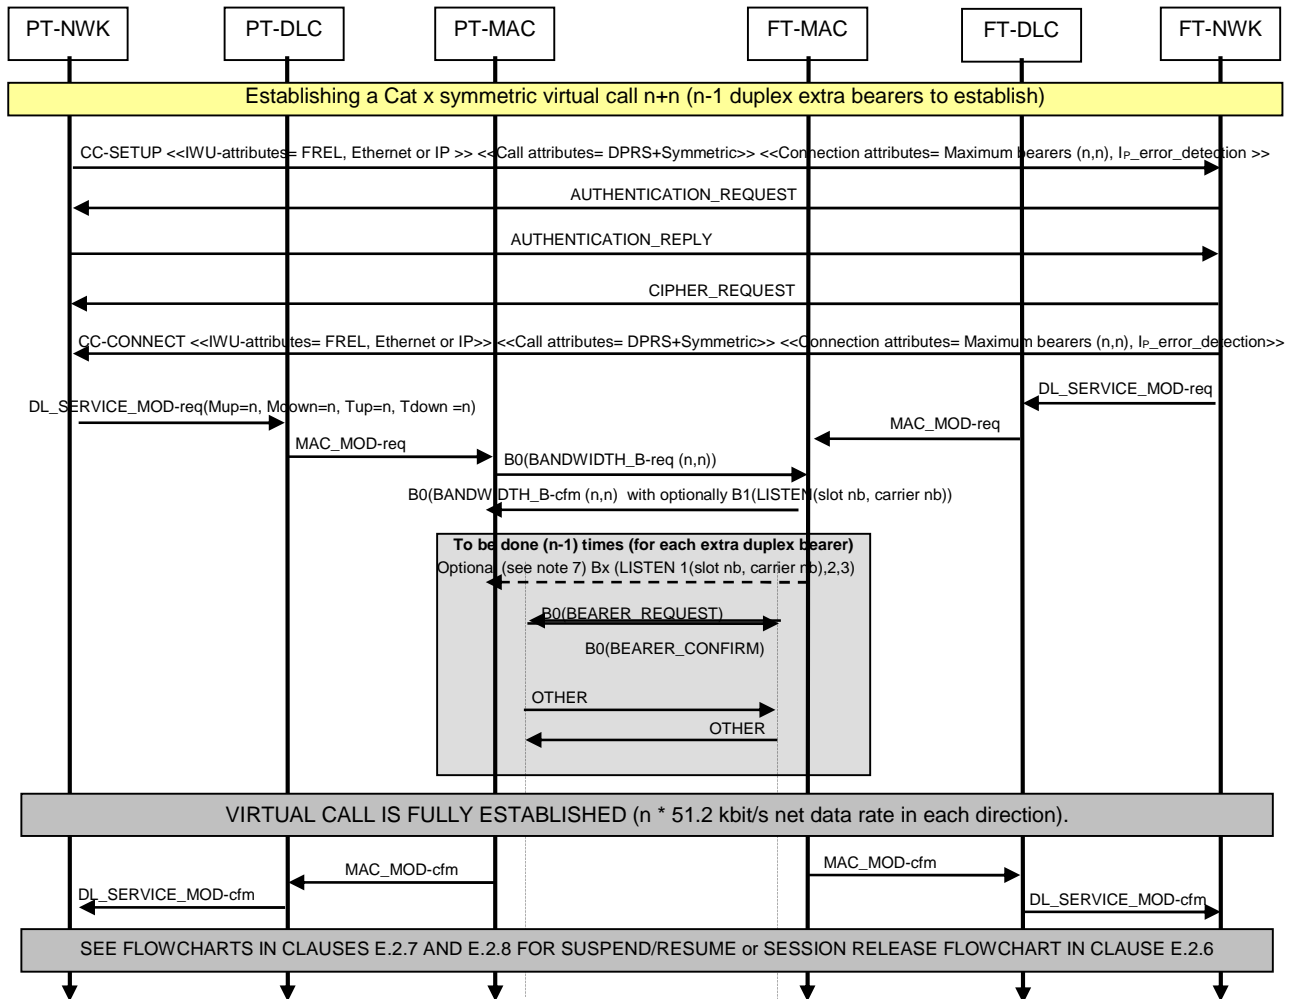 PT-NWK PT-DLC PT-MAC FT-MAC FT-DLC FT-NWK
Establishing a Cat x symmetric virtual call n+n (n-1 duplex extra bearers to establish)
CC-SETUP <<IWU-attributes= FREL, Ethernet or IP >> <<Call attributes= DPRS+Symmetric>> <<Connection attributes= Maximum bearers (n,n), IP_error_detection >>
AUTHENTICATION_REQUEST
AUTHENTICATION_REPLY
CIPHER_REQUEST
CC-CONNECT <<IWU-attributes= FREL, Ethernet or IP>> <<Call attributes= DPRS+Symmetric>> <<Connection attributes= Maximum bearers (n,n), IP_error_detection>>
DL_SERVICE_MOD-req
DL_SERVICE_MOD-req(Mup=n, Mdown=n, Tup=n, Tdown =n)
MAC_MOD-req
MAC_MOD-req
B0(BANDWIDTH_B-req (n,n))
B0(BANDWIDTH_B-cfm (n,n) with optionally B1(LISTEN(slot nb, carrier nb))
To be done (n-1) times (for each extra duplex bearer)
Optional (see note 7) Bx (LISTEN 1(slot nb, carrier nb),2,3)
B0(BEARER_REQUEST)
B0(BEARER_CONFIRM)
OTHER
OTHER
VIRTUAL CALL IS FULLY ESTABLISHED (n * 51.2 kbit/s net data rate in each direction).
MAC_MOD-cfm
MAC_MOD-cfm
DL_SERVICE_MOD-cfm
DL_SERVICE_MOD-cfm
SEE FLOWCHARTS IN CLAUSES E.2.7 AND E.2.8 FOR SUSPEND/RESUME or SESSION RELEASE FLOWCHART IN CLAUSE E.2.6